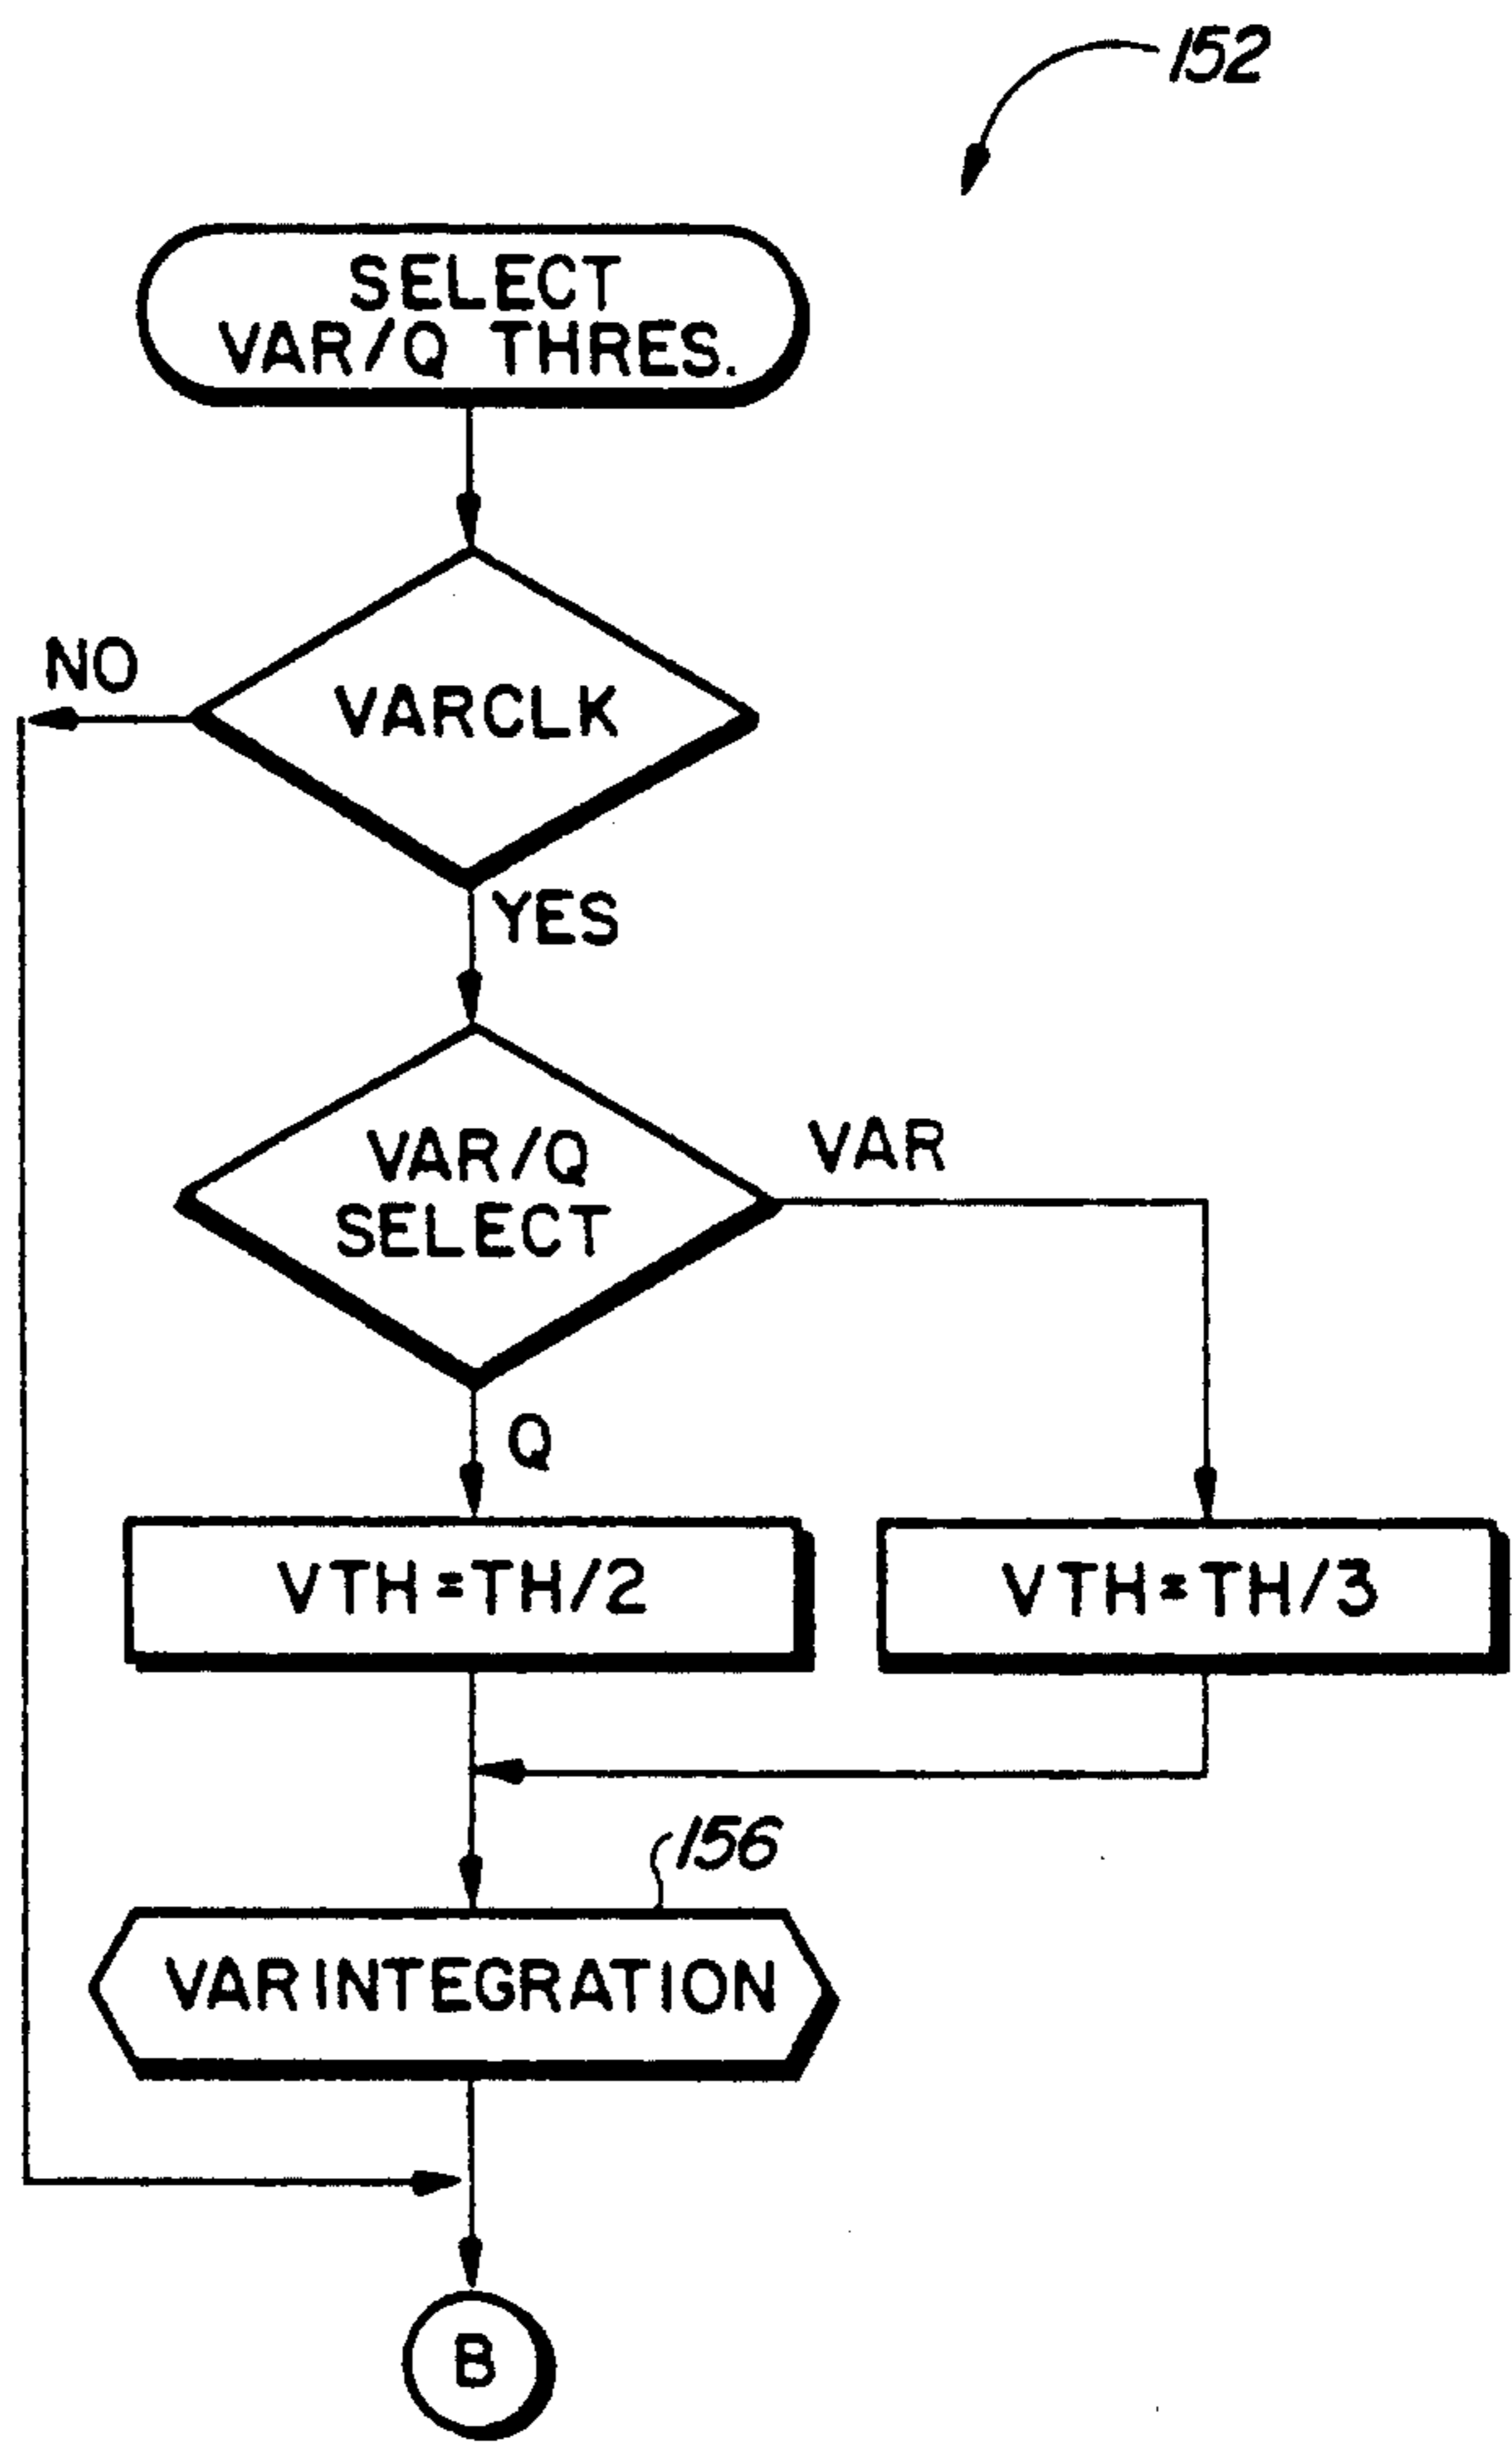 152
SELECT
VAR/Q THRES.
NO
VARCLK
YES
VAR/Q
SELECT
VAR
Q
VTH=TH/2
VTH=TH/3
156
VAR INTEGRATION
B